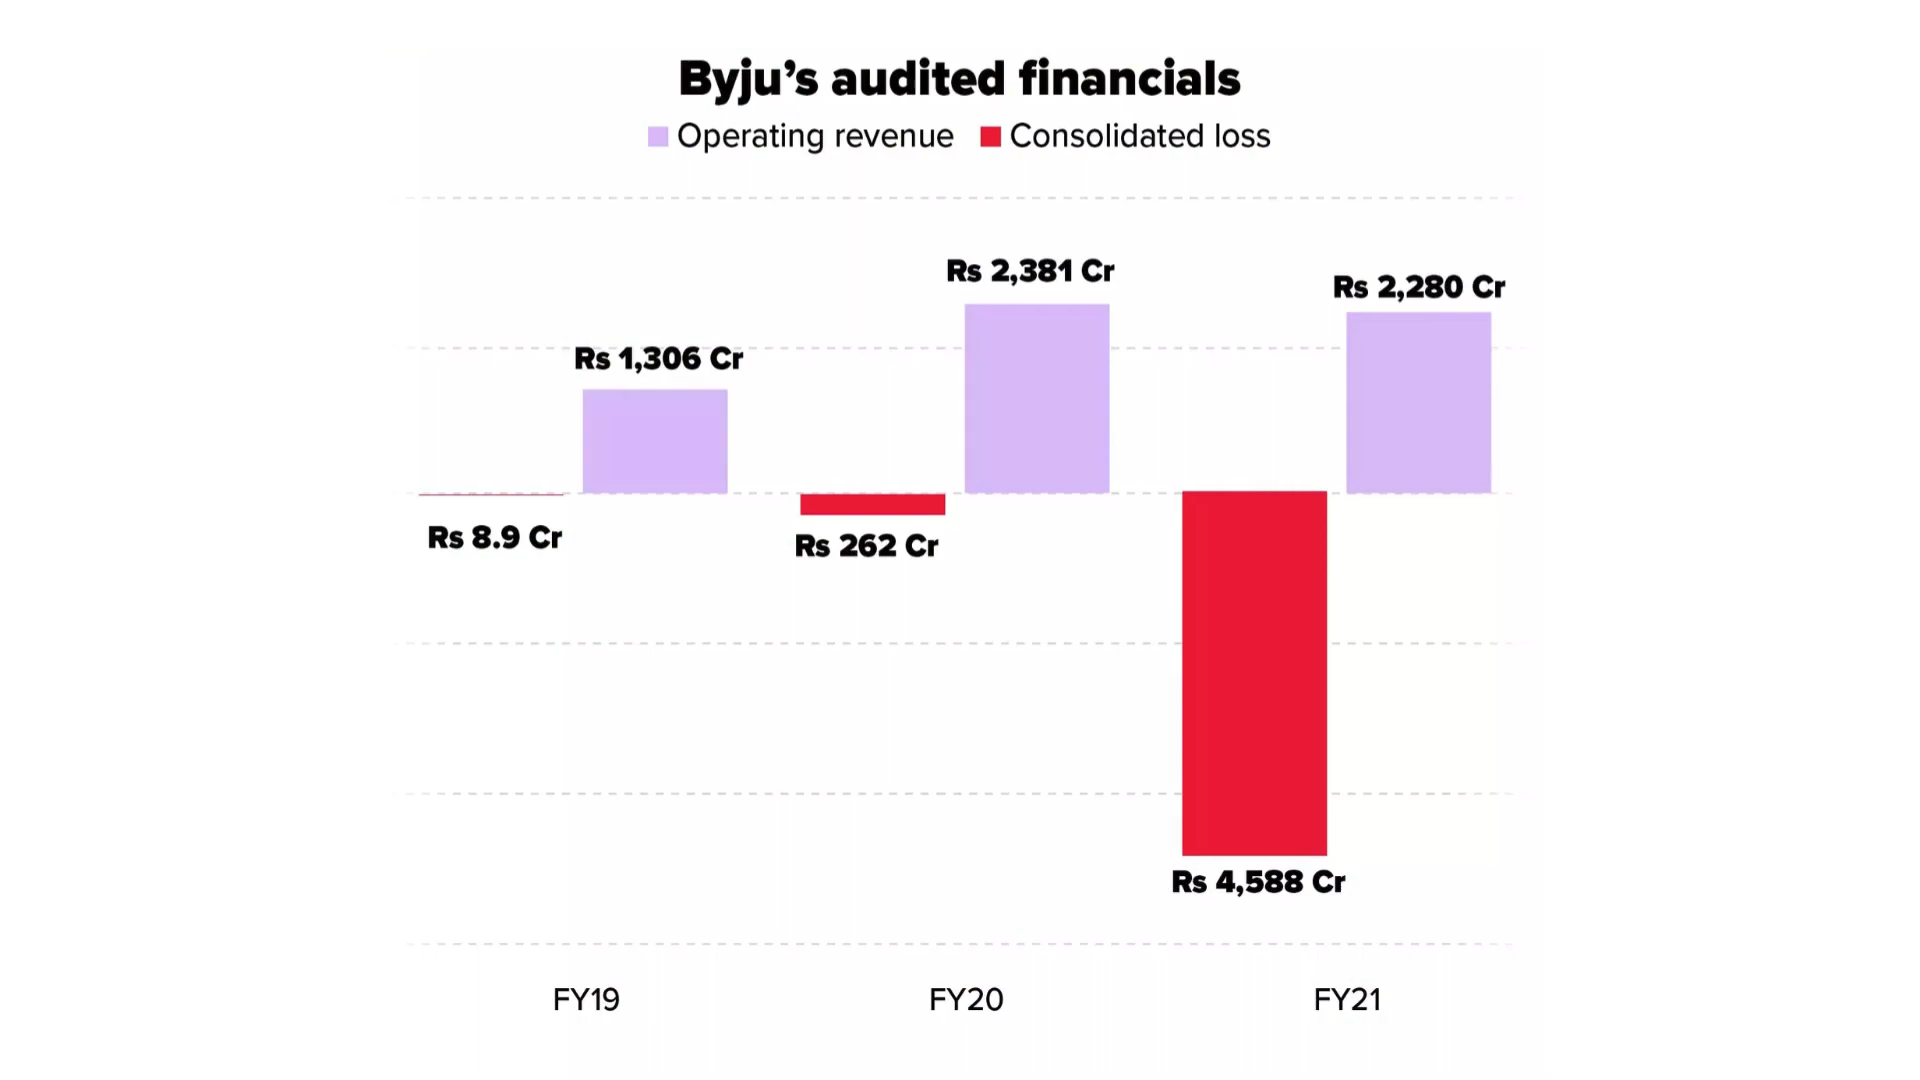 Byju’s audited financials
Operating revenue Consolidated loss
Rs 2,381 Cr
Rs 2,280 Cr
Rs 1,306 Cr
Rs 8.9 Cr
Rs 262 Cr
Rs 4,588 Cr
FY19 FY20 FY21